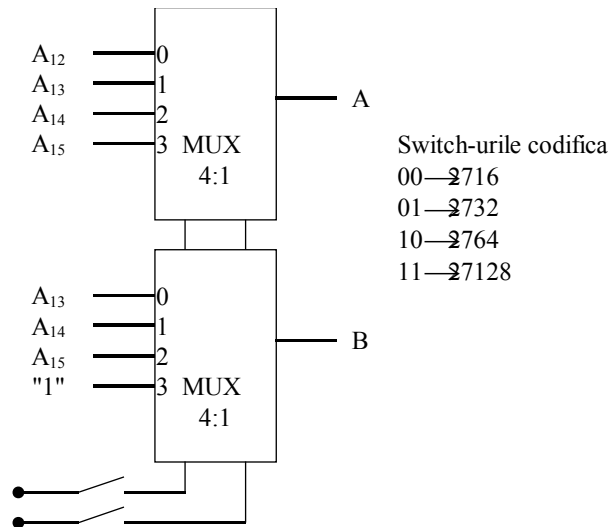 A₁₂ 0
A₁₃ 1
A₁₄ 2
A₁₅ 3 MUX
4:1
A
A₁₃ 0
A₁₄ 1
A₁₅ 2
"1" 3 MUX
4:1
B
Switch-urile codifica
00→2716
01→2732
10→2764
11→27128